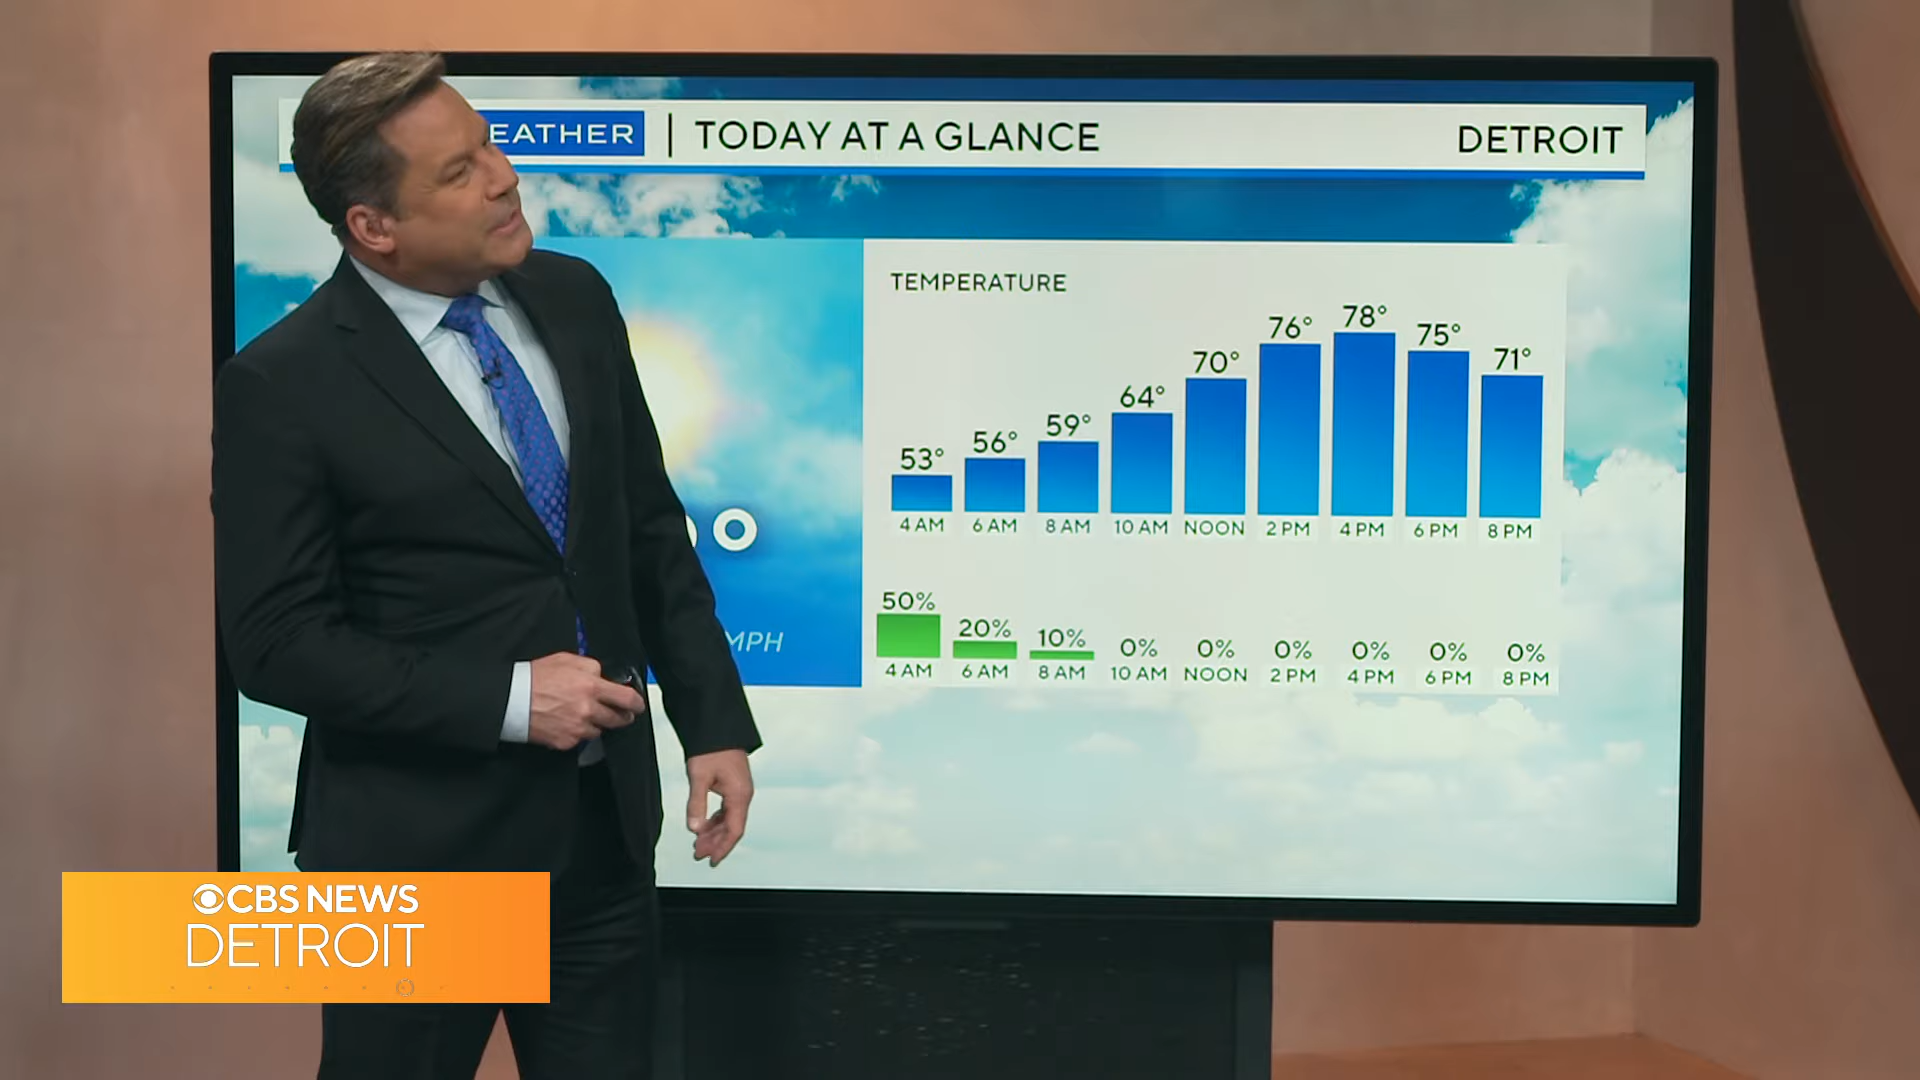 EATHER | TODAY AT A GLANCE
DETROIT
TEMPERATURE
53° 56° 59° 64° 70° 76° 78° 75° 71°
4 AM 6 AM 8 AM 10 AM NOON 2 PM 4 PM 6 PM 8 PM
50% 20% 10% 0% 0% 0% 0% 0% 0%
4 AM 6 AM 8 AM 10 AM NOON 2 PM 4 PM 6 PM 8 PM
°
MPH
CBS NEWS
DETROIT